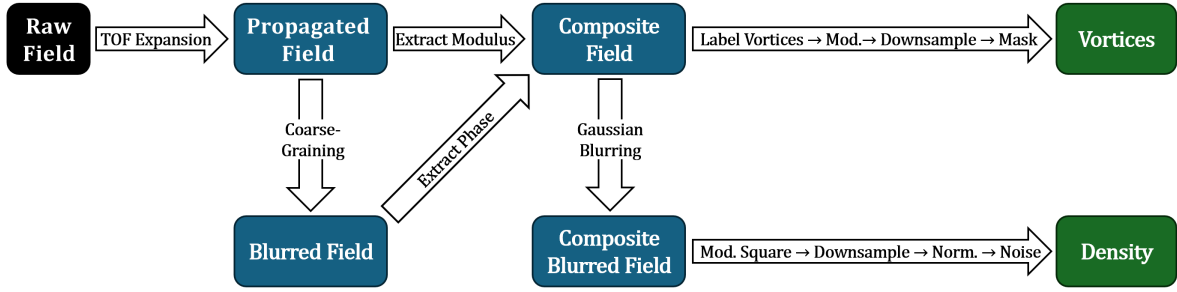 Raw
Field
TOF Expansion
Propagated
Field
Extract Modulus
Composite
Field
Label Vortices → Mod.→ Downsample → Mask
Vortices
Coarse-
Graining
Extract Phase
Gaussian
Blurring
Blurred Field
Composite
Blurred Field
Mod. Square → Downsample → Norm. → Noise
Density